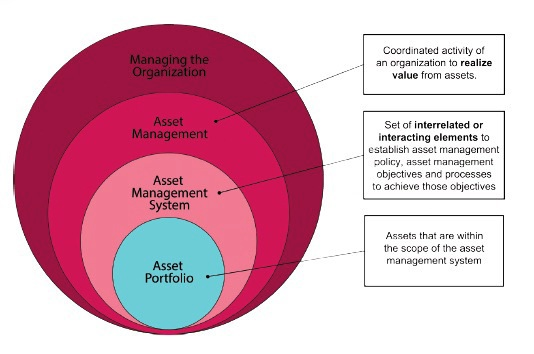 Managing the
Organization
Asset
Management
Asset
Management
System
Asset
Portfolio
Coordinated activity of
an organization to realize
value from assets.
Set of interrelated or
interacting elements to
establish asset management
policy, asset management
objectives and processes
to achieve those objectives
Assets that are within
the scope of the asset
management system